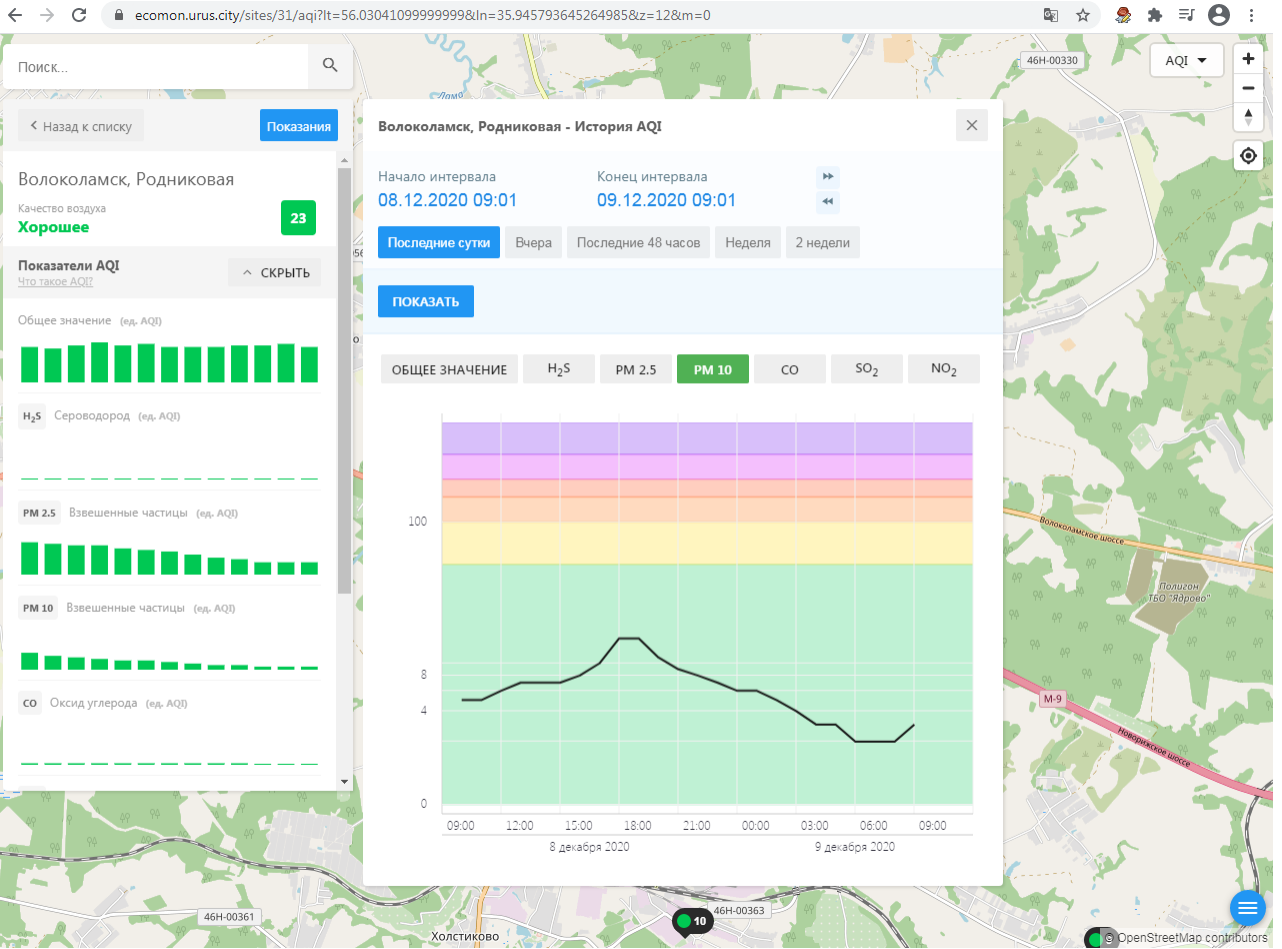 ecomon.urus.city/sites/31/aqi?lt=56.03041099999999&ln=35.945793645264985&z=12&m=0
Поиск...
46Н-00330
AQI
Назад к списку
Показания
Волоколамск, Родниковая - История AQI
Волоколамск, Родниковая
Качество воздуха
Хорошее
23
Начало интервала
Конец интервала
08.12.2020 09:01
09.12.2020 09:01
Последние сутки
Вчера
Последние 48 часов
Неделя
2 недели
Показатели AQI
Что такое AQI?
СКРЫТЬ
ПОКАЗАТЬ
Общее значение (ед. AQI)
H2S Сероводород (ед. AQI)
PM 2.5 Взвешенные частицы (ед. AQI)
PM 10 Взвешенные частицы (ед. AQI)
CO Оксид углерода (ед. AQI)
ОБЩЕЕ ЗНАЧЕНИЕ
H2S
PM 2.5
PM 10
CO
SO2
NO2
100
8
4
0
09:00
12:00
15:00
18:00
21:00
00:00
03:00
06:00
09:00
8 декабря 2020
9 декабря 2020
Волоколамское шоссе
Полигон
ТБО "Ядрово"
М-9
Новорижское шоссе
46Н-00361
46Н-00363
10
Холстиково
© OpenStreetMap contributors